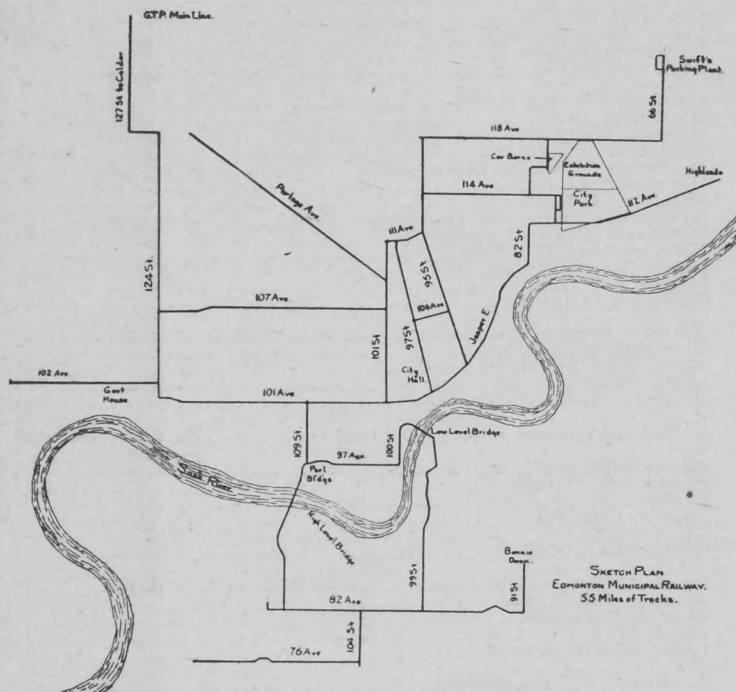 G.T.P. Main Line.
127 St to Calder
Swift's
Packing Plant.
66 St
118 Ave
Car Barns
Exhibition
Grounds
Highlands
114 Ave
City
Park
112 Ave.
Portage Ave.
111 Ave
82 St
95 St
124 St.
107 Ave.
106 Ave
Jasper E
101 St
97 St
City
Hall
102 Ave.
Govt
House.
101 Ave.
109 St
97 Ave.
100 St
Low Level Bridge.
Parl
Bldgs
Sask River
High Level Bridge
Bonnie
Doon.
99 St
91 St
82 Ave
104 St
76 Ave
SKETCH PLAN
EDMONTON MUNICIPAL RAILWAY.
55 Miles of Tracks.